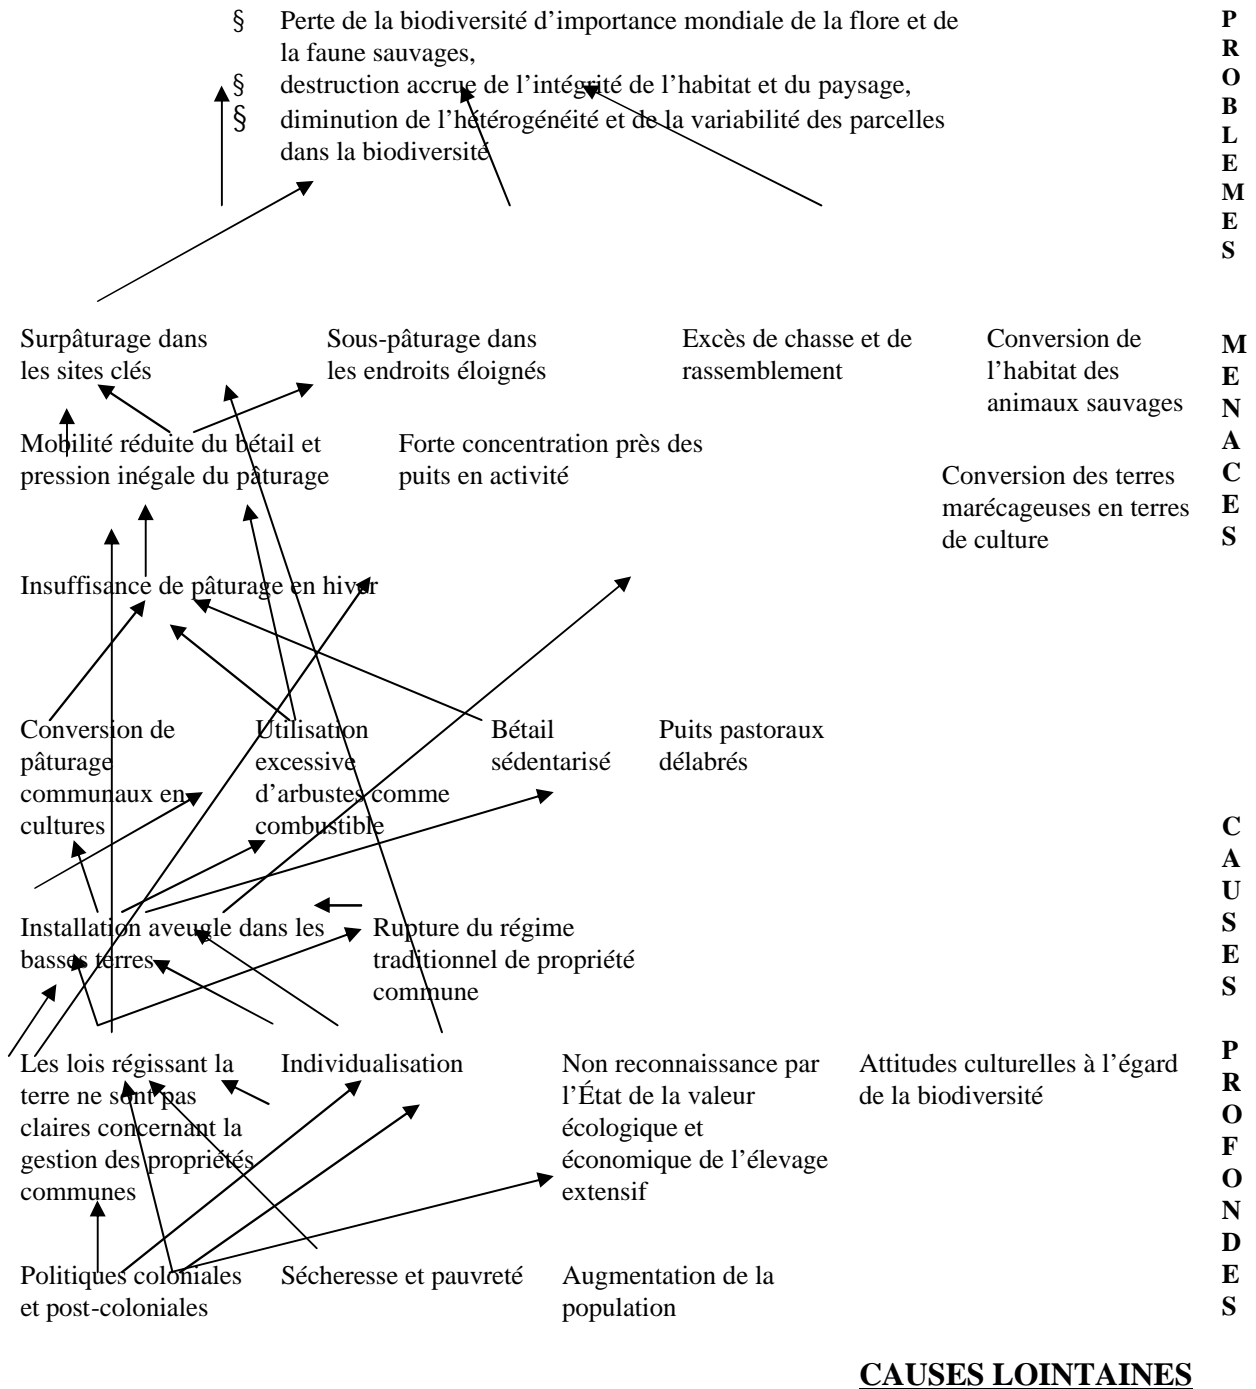 § Perte de la biodiversité d’importance mondiale de la flore et de
la faune sauvages,
§ destruction accrue de l’intégrité de l’habitat et du paysage,
§ diminution de l’hétérogénéité et de la variabilité des parcelles
dans la biodiversité
PROBLEMES
Surpâturage dans
les sites clés
Sous-pâturage dans
les endroits éloignés
Excès de chasse et de
rassemblement
Conversion de
l’habitat des
animaux sauvages
MENACES
Mobilité réduite du bétail et
pression inégale du pâturage
Forte concentration près des
puits en activité
Conversion des terres
marécageuses en terres
de culture
Insuffisance de pâturage en hiver
Conversion de
pâturage
communaux en
cultures
Utilisation
excessive
d’arbustes comme
combustible
Bétail
sédentarisé
Puits pastoraux
délabrés
CAUSES
Installation aveugle dans les
basses terres
Rupture du régime
traditionnel de propriété
commune
Les lois régissant la
terre ne sont pas
claires concernant la
gestion des propriétés
communes
Individualisation
Non reconnaissance par
l’État de la valeur
écologique et
économique de l’élevage
extensif
Attitudes culturelles à l’égard
de la biodiversité
PROFONDES
Politiques coloniales
et post-coloniales
Sécheresse et pauvreté
Augmentation de la
population
CAUSES LOINTAINES